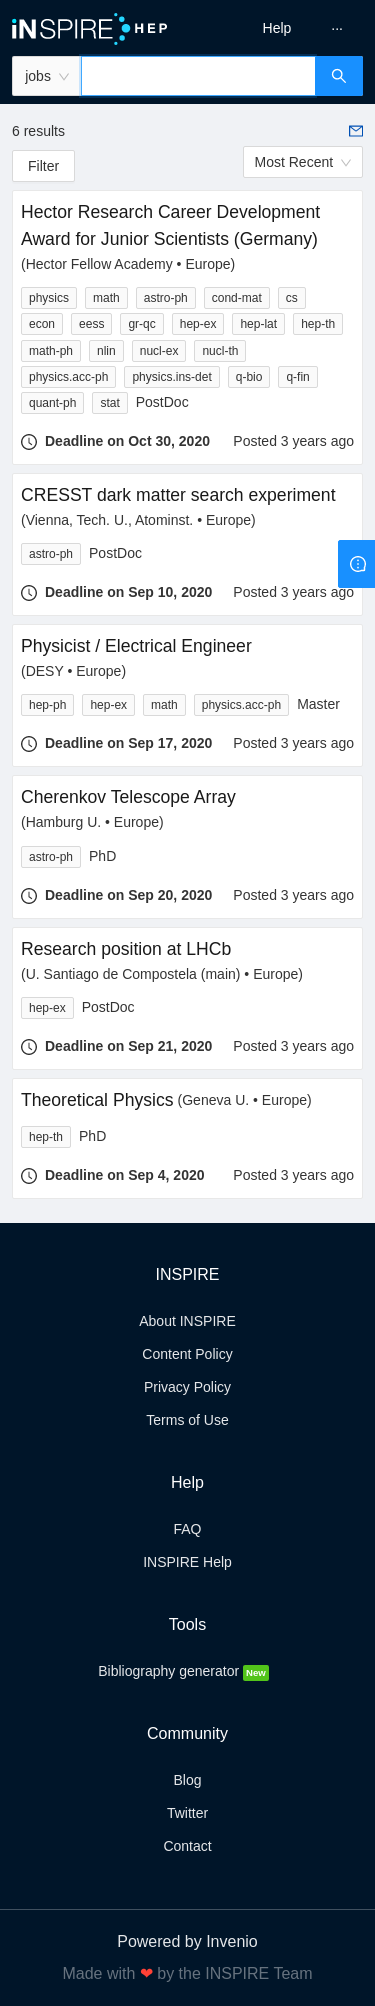 INSPIRE HEP Help ...
jobs
6 results
Filter Most Recent
Hector Research Career Development
Award for Junior Scientists (Germany)
(Hector Fellow Academy • Europe)
physics math astro-ph cond-mat cs
econ eess gr-qc hep-ex hep-lat hep-th
math-ph nlin nucl-ex nucl-th
physics.acc-ph physics.ins-det q-bio q-fin
quant-ph stat PostDoc
Deadline on Oct 30, 2020 Posted 3 years ago
CRESST dark matter search experiment
(Vienna, Tech. U., Atominst. • Europe)
astro-ph PostDoc
Deadline on Sep 10, 2020 Posted 3 years ago
Physicist / Electrical Engineer
(DESY • Europe)
hep-ph hep-ex math physics.acc-ph Master
Deadline on Sep 17, 2020 Posted 3 years ago
Cherenkov Telescope Array
(Hamburg U. • Europe)
astro-ph PhD
Deadline on Sep 20, 2020 Posted 3 years ago
Research position at LHCb
(U. Santiago de Compostela (main) • Europe)
hep-ex PostDoc
Deadline on Sep 21, 2020 Posted 3 years ago
Theoretical Physics (Geneva U. • Europe)
hep-th PhD
Deadline on Sep 4, 2020 Posted 3 years ago
INSPIRE
About INSPIRE
Content Policy
Privacy Policy
Terms of Use
Help
FAQ
INSPIRE Help
Tools
Bibliography generator New
Community
Blog
Twitter
Contact
Powered by Invenio
Made with ❤ by the INSPIRE Team